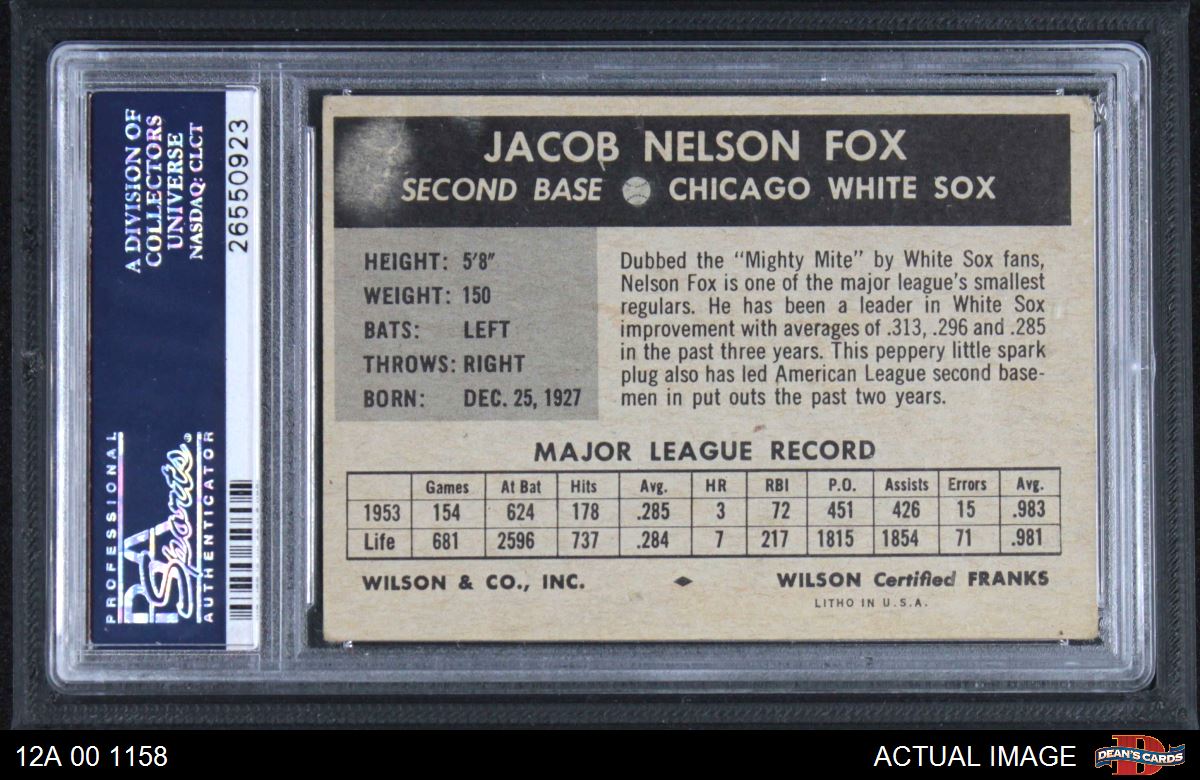 A DIVISION OF
COLLECTORS
UNIVERSE
NASDAQ: CLCT
26550923
PROFESSIONAL
PSA
Sports
AUTHENTICATOR
JACOB NELSON FOX
SECOND BASE CHICAGO WHITE SOX
HEIGHT: 5'8"
WEIGHT: 150
BATS: LEFT
THROWS: RIGHT
BORN: DEC. 25, 1927
Dubbed the "Mighty Mite" by White Sox fans,
Nelson Fox is one of the major league's smallest
regulars. He has been a leader in White Sox
improvement with averages of .313, .296 and .285
in the past three years. This peppery little spark
plug also has led American League second base-
men in put outs the past two years.
MAJOR LEAGUE RECORD
Games At Bat Hits Avg. HR RBI P.O. Assists Errors Avg.
1953 154 624 178 .285 3 72 451 426 15 .983
Life 681 2596 737 .284 7 217 1815 1854 71 .981
WILSON & CO., INC. WILSON Certified FRANKS
LITHO IN U.S.A.
12A 00 1158
ACTUAL IMAGE
DEAN'S CARDS